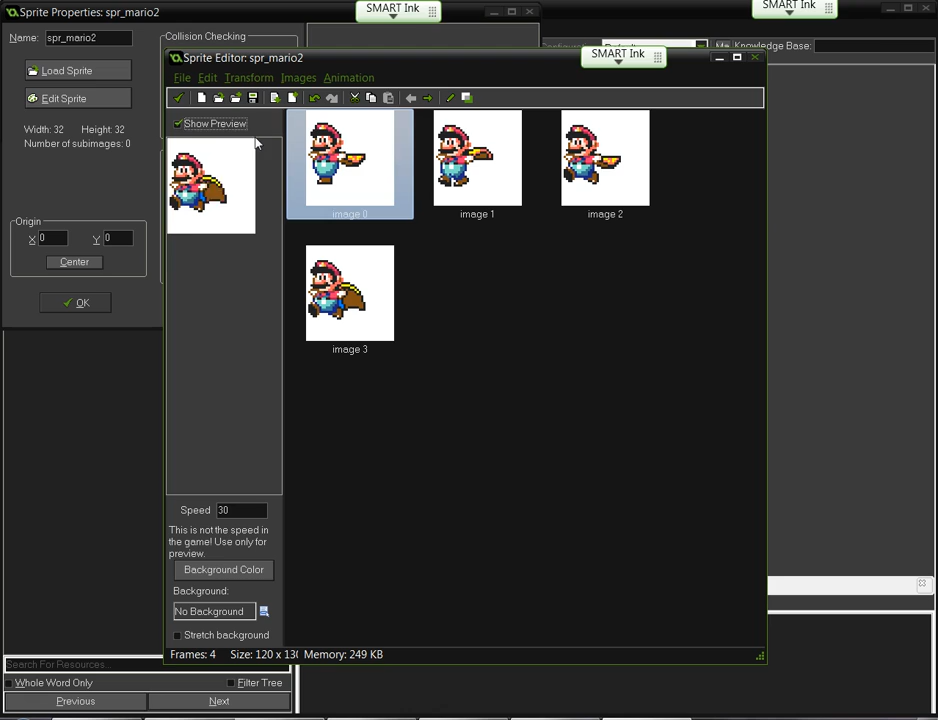 Sprite Properties: spr_mario2
SMART Ink
SMART Ink
Name: spr_mario2
Collision Checking
Knowledge Base:
Sprite Editor: spr_mario2
SMART Ink
Load Sprite
File Edit Transform Images Animation
Edit Sprite
Show Preview
Width: 32 Height: 32
Number of subimages: 0
image 0
image 1
image 2
Origin
X 0 Y 0
Center
OK
image 3
Speed 30
This is not the speed in
the game! Use only for
preview.
Background Color
Background:
No Background
Stretch background
Frames: 4 Size: 120 x 130 Memory: 249 KB
Search For Resources...
Whole Word Only
Filter Tree
Previous
Next